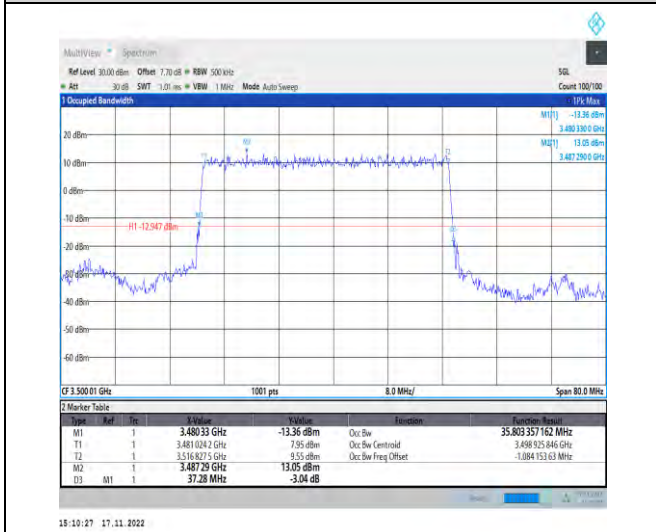 MultiView Spectrum
Ref Level 30.00 dBm Offset 7.70 dB RBW 500 kHz SGL
Att 30 dB SWT 1.01 ms VBW 1 MHz Mode Auto Sweep Count 100/100
1 Occupied Bandwidth 1Pk Max
M1[1] -13.36 dBm
3.480 330 0 GHz
M2[1] 13.05 dBm
3.487 290 0 GHz
20 dBm
M2
T1
T2
10 dBm
0 dBm
-10 dBm
M1
H1 -12.947 dBm
D3
-20 dBm
-30 dBm
-40 dBm
-50 dBm
-60 dBm
CF 3.500 01 GHz 1001 pts 8.0 MHz/ Span 80.0 MHz
2 Marker Table
Type Ref Trc X-Value Y-Value Function Function Result
M1 1 3.480 33 GHz -13.36 dBm Occ Bw 35.803 357 162 MHz
T1 1 3.481 024 2 GHz 7.95 dBm Occ Bw Centroid 3.498 925 846 GHz
T2 1 3.516 827 5 GHz 9.55 dBm Occ Bw Freq Offset -1.084 153 63 MHz
M2 1 3.487 29 GHz 13.05 dBm
D3 M1 1 37.28 MHz -3.04 dB
15:10:27 17.11.2022